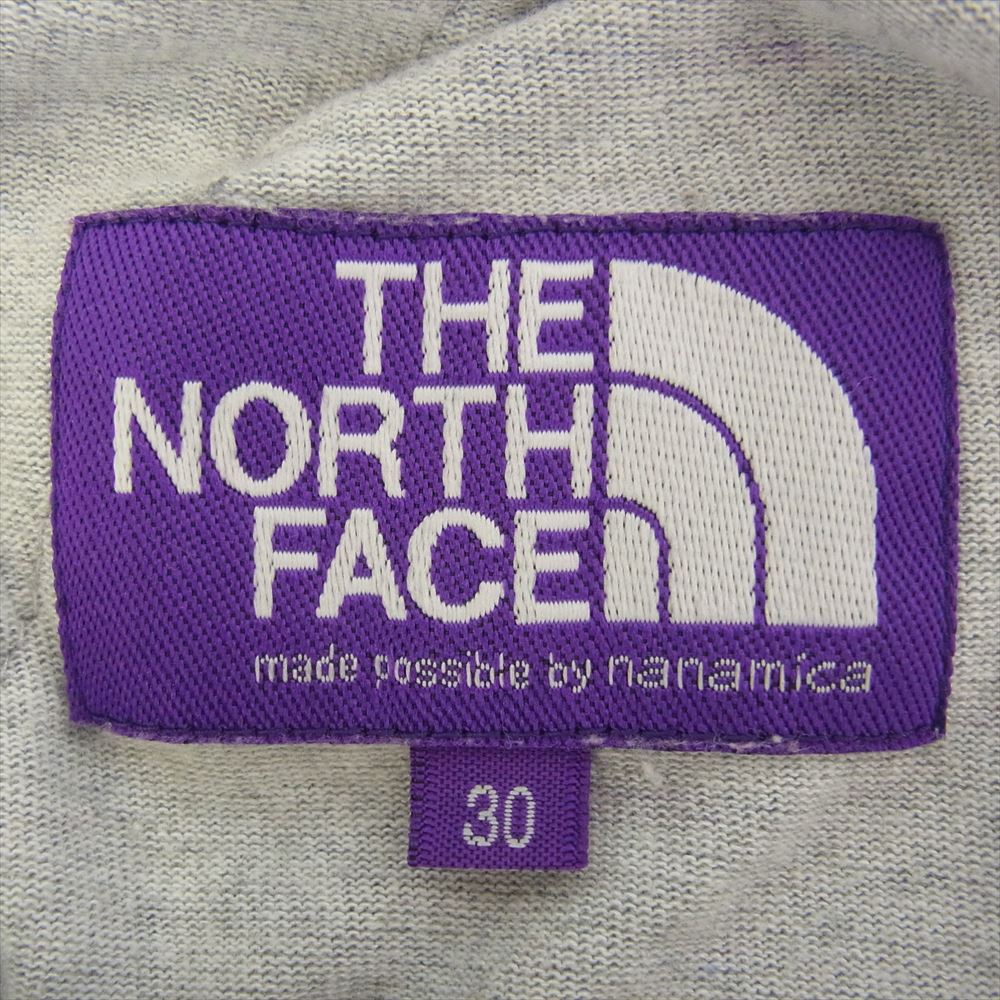 THE
NORTH
FACE
made possible by nanamica
30